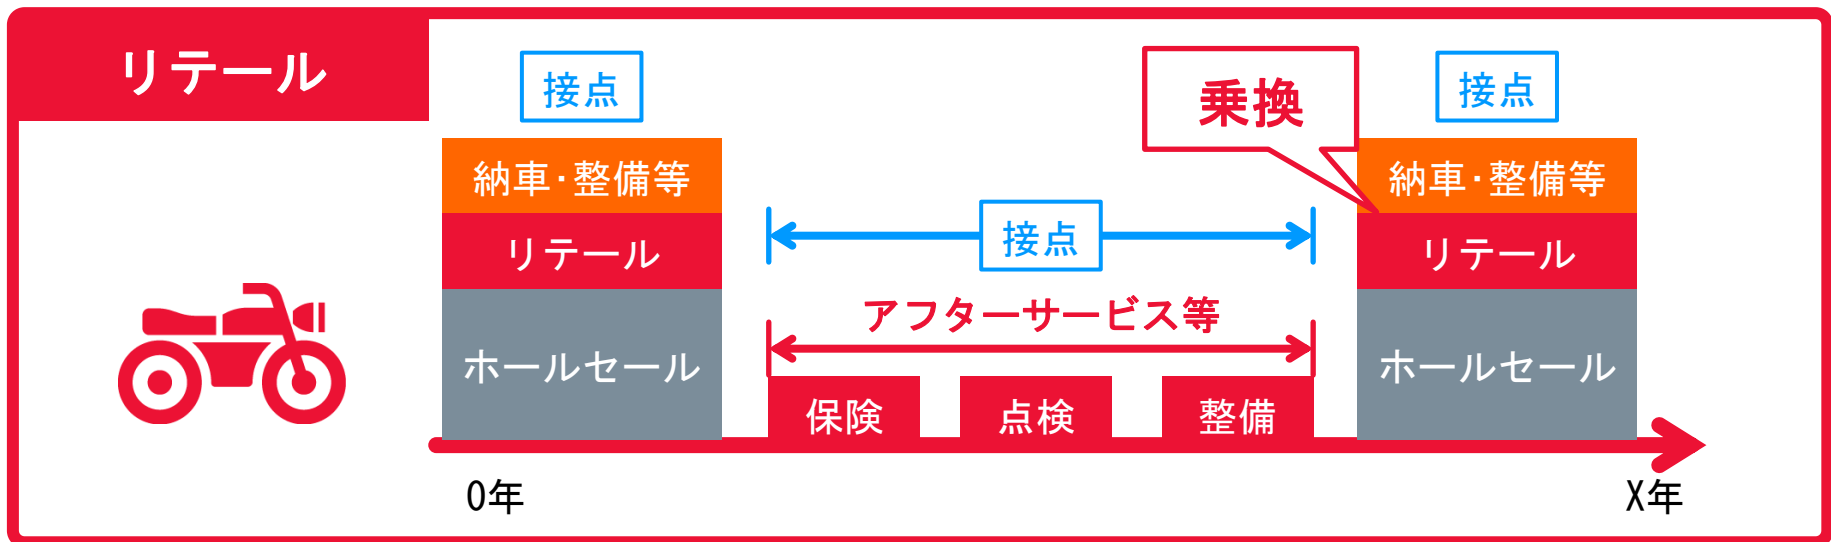 リテール
接点
乗換
接点
納車・整備等
納車・整備等
リテール
接点
リテール
アフターサービス等
ホールセール
ホールセール
保険
点検
整備
0年
X年